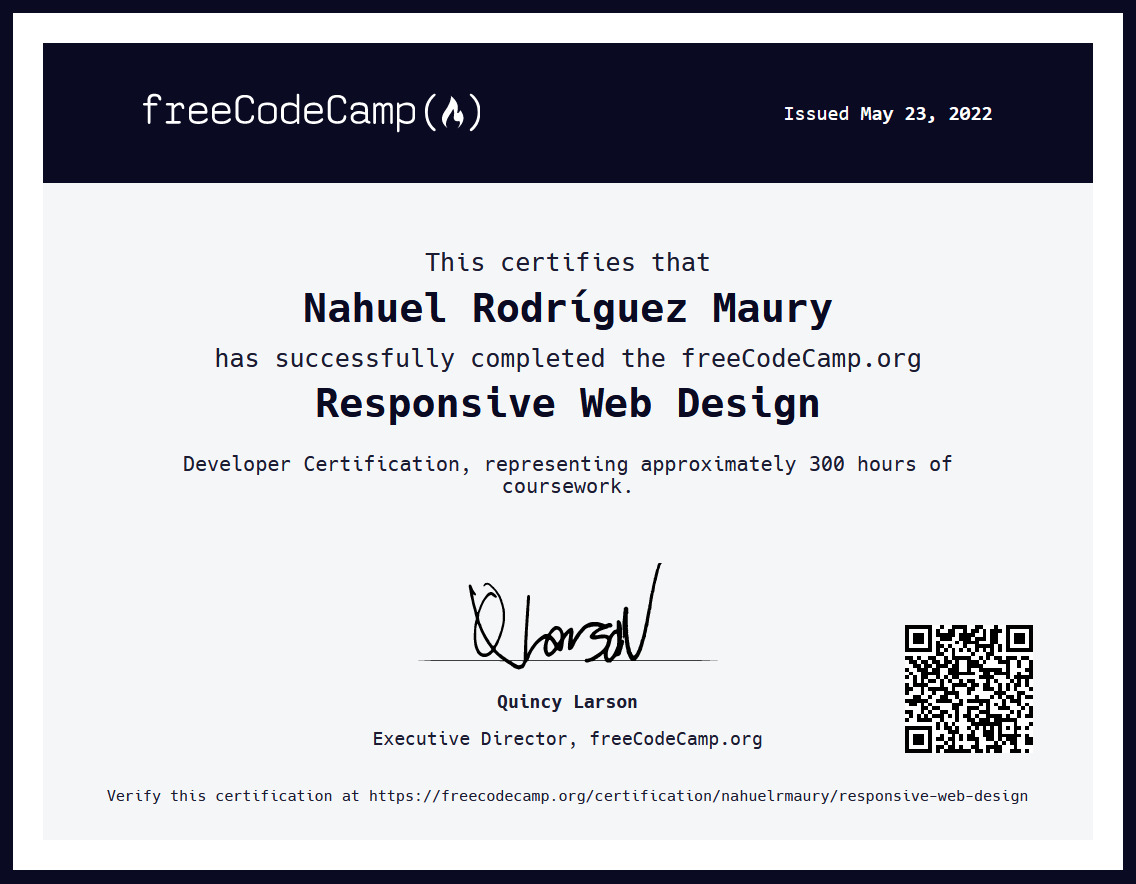 freeCodeCamp(🔥)
Issued May 23, 2022
This certifies that
Nahuel Rodríguez Maury
has successfully completed the freeCodeCamp.org
Responsive Web Design
Developer Certification, representing approximately 300 hours of
coursework.
Q Larson
Quincy Larson
Executive Director, freeCodeCamp.org
Verify this certification at https://freecodecamp.org/certification/nahuelrmaury/responsive-web-design